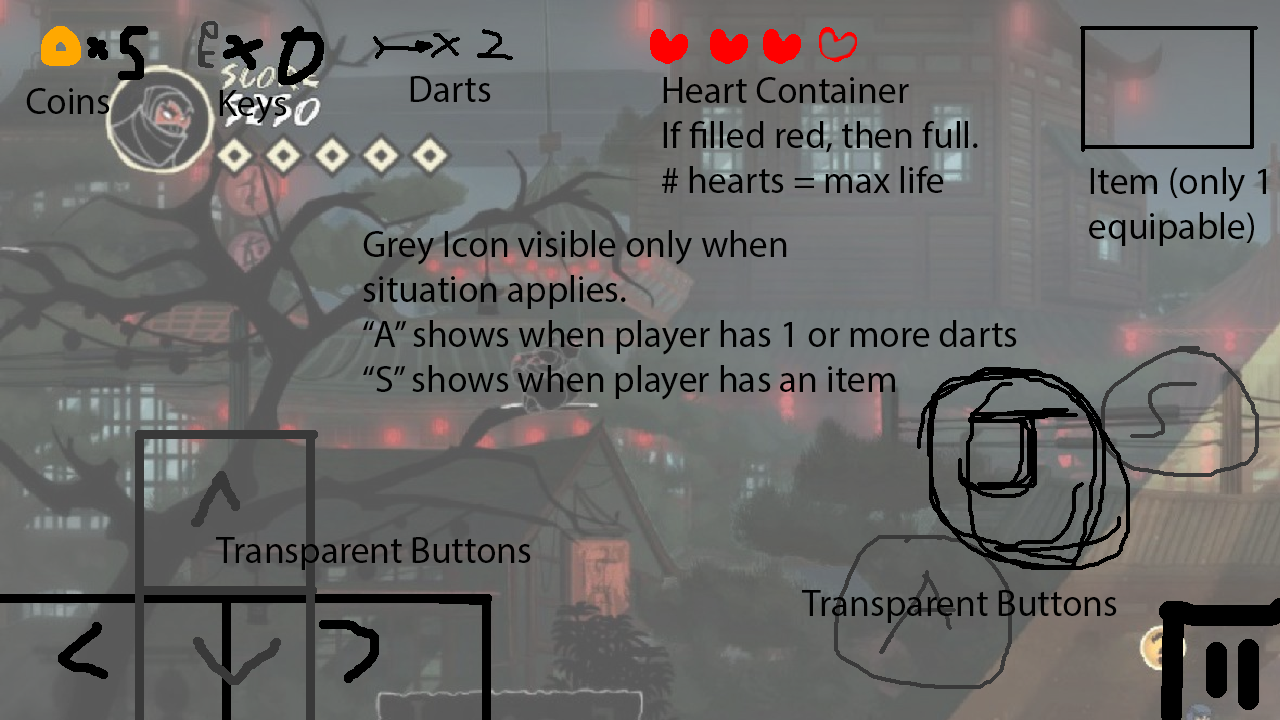 x 5
x 0
x 2
Coins
SCORE
Keys
Darts
Heart Container
If filled red, then full.
# hearts = max life
Item (only 1
equipable)
Grey Icon visible only when
situation applies.
“A” shows when player has 1 or more darts
“S” shows when player has an item
S
Transparent Buttons
A
Transparent Buttons